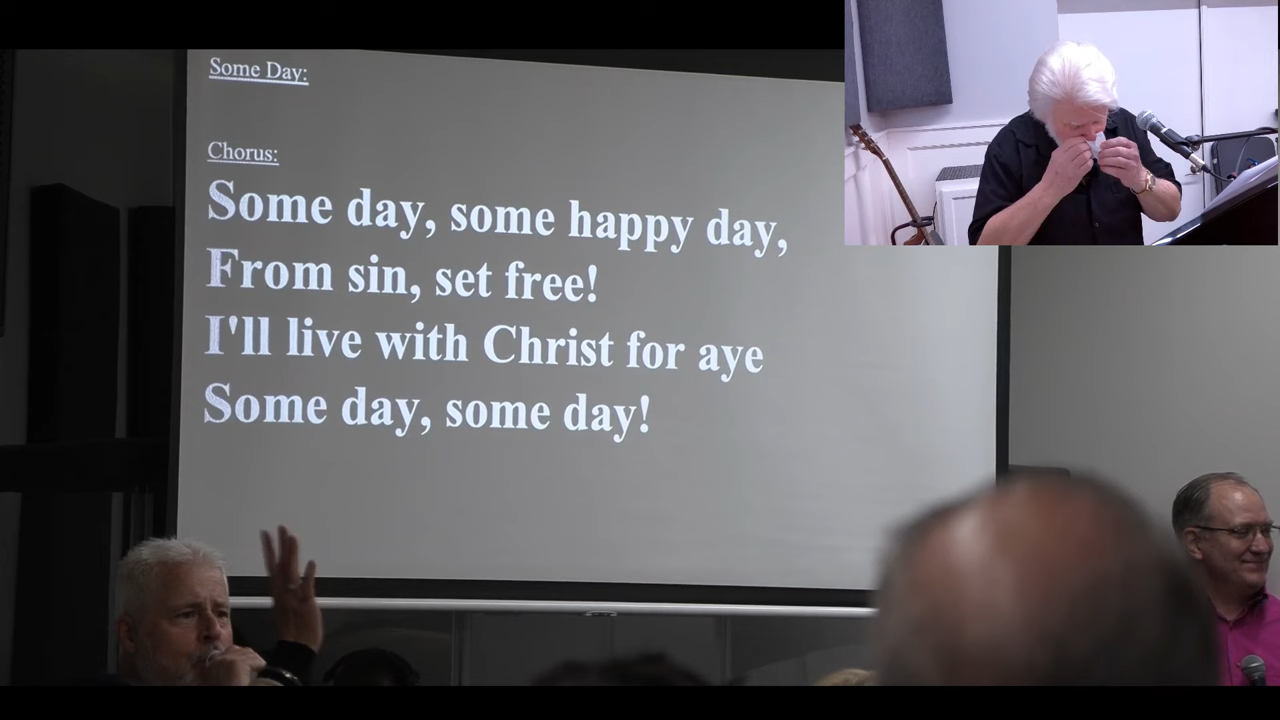 Some Day:
Chorus:
Some day, some happy day,
From sin, set free!
I'll live with Christ for aye
Some day, some day!